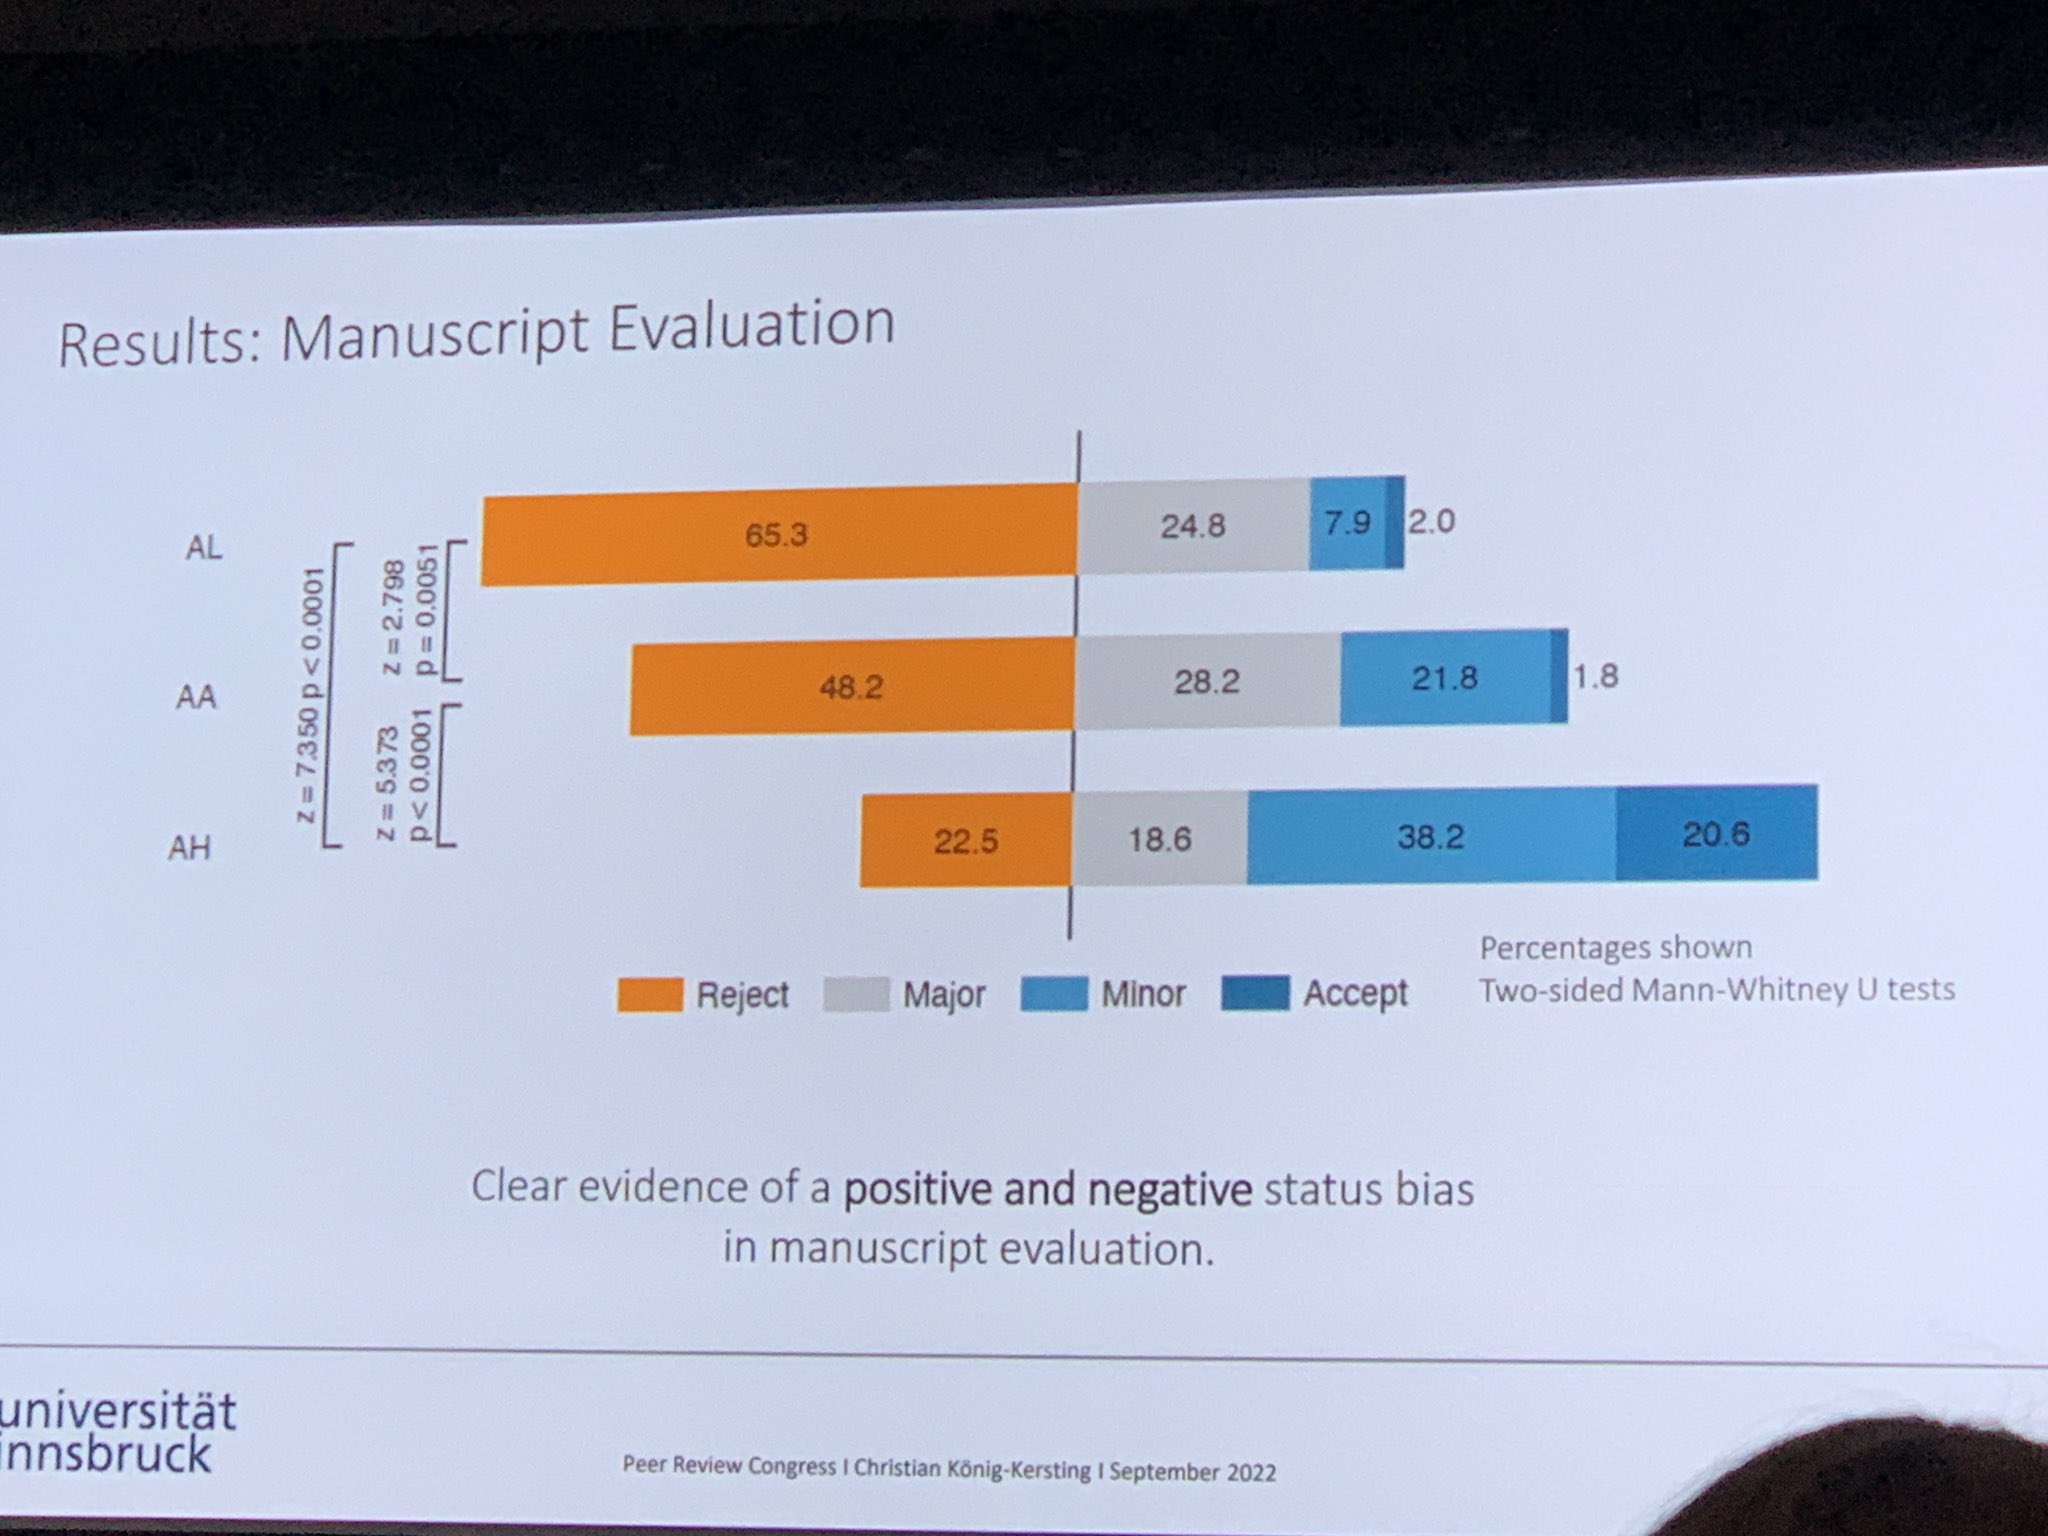 Results: Manuscript Evaluation
AL
65.3
24.8
7.9
2.0
AA
48.2
28.2
21.8
1.8
AH
22.5
18.6
38.2
20.6
z = 7.350 p < 0.0001
z = 2.798
p = 0.0051
z = 5.373
p < 0.0001
Reject
Major
Minor
Accept
Percentages shown
Two-sided Mann-Whitney U tests
Clear evidence of a positive and negative status bias
in manuscript evaluation.
universität
innsbruck
Peer Review Congress I Christian König-Kersting I September 2022